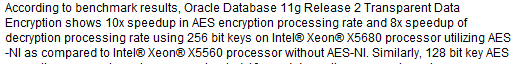 According to benchmark results, Oracle Database 11g Release 2 Transparent Data
Encryption shows 10x speedup in AES encryption processing rate and 8x speedup of
decryption processing rate using 256 bit keys on Intel® Xeon® X5680 processor utilizing AES
-NI as compared to Intel® Xeon® X5560 processor without AES-NI. Similarly, 128 bit key AES